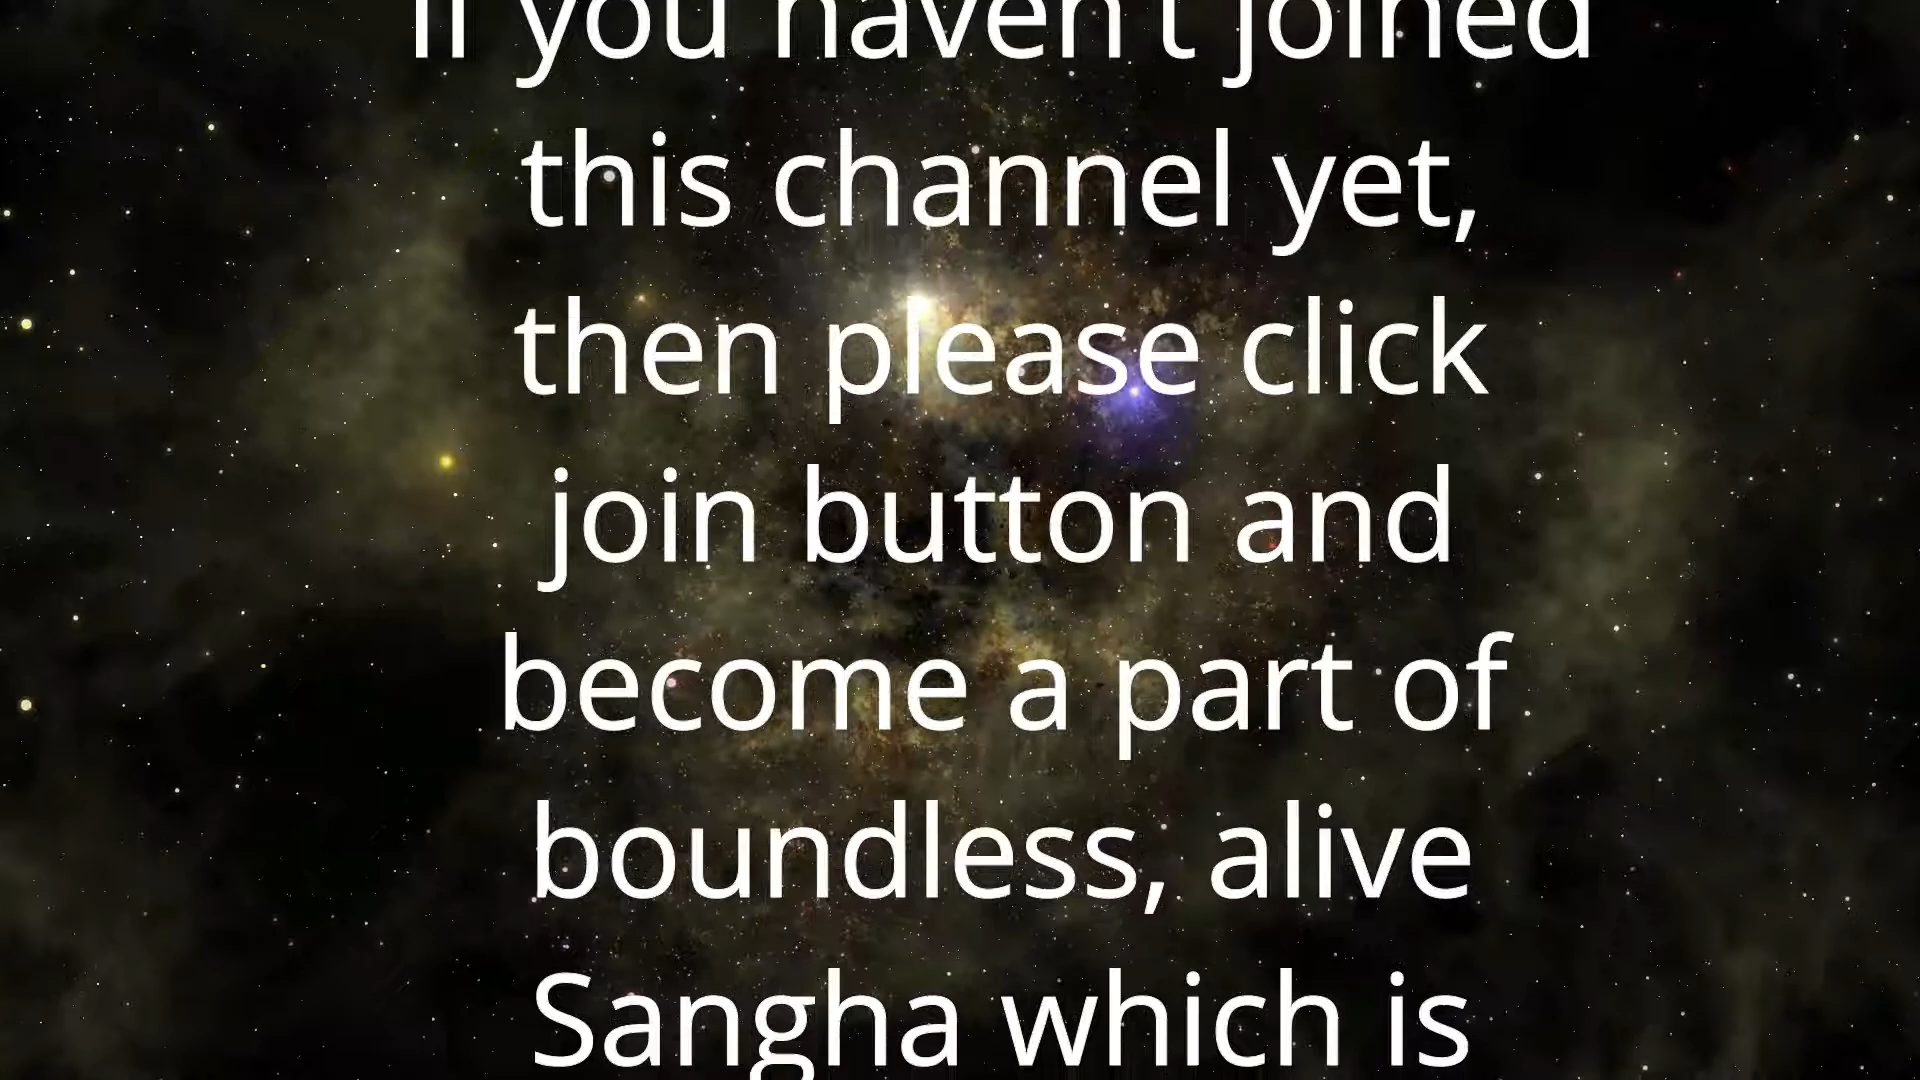 If you haven't joined
this channel yet,
then please click
join button and
become a part of
boundless, alive
Sangha which is